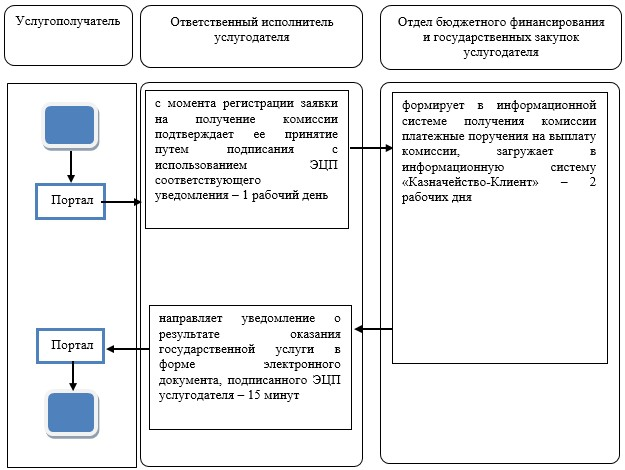 Услугополучатель
Ответственный исполнитель
услугодателя
Отдел бюджетного финансирования
и государственных закупок
услугодателя
с момента регистрации заявки
на получение комиссии
подтверждает ее принятие
путем подписания с
использованием ЭЦП
соответствующего
уведомления – 1 рабочий день
формирует в информационной
системе получения комиссии
платежные поручения на выплату
комиссии, загружает в
информационную систему
«Казначейство-Клиент» – 2
рабочих дня
Портал
направляет уведомление о
результате оказания
государственной услуги в
форме электронного
документа, подписанного ЭЦП
услугодателя – 15 минут
Портал